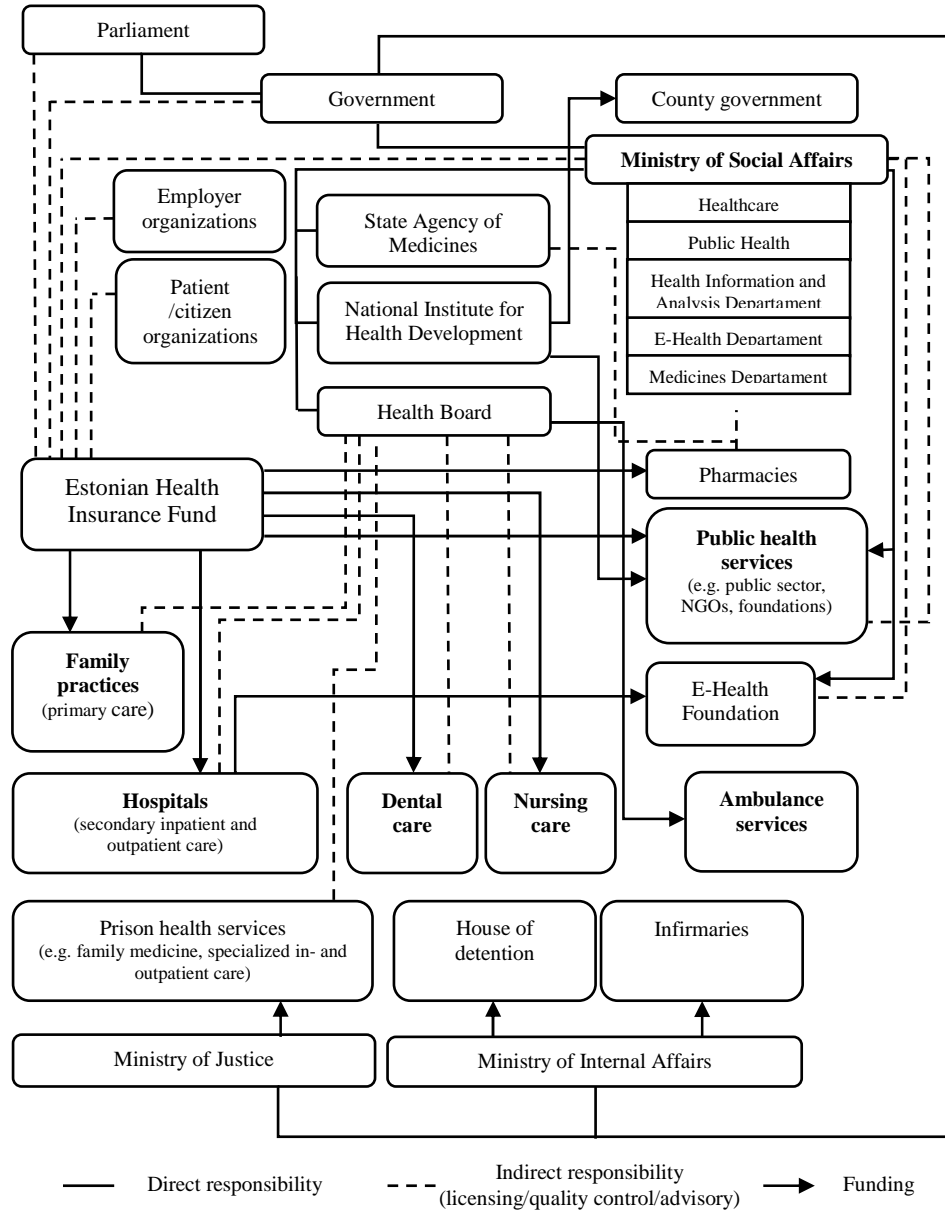 Parliament
Government
County government
Ministry of Social Affairs
Employer
organizations
State Agency of
Medicines
Healthcare
Public Health
Patient
/citizen
organizations
National Institute for
Health Development
Health Information and
Analysis Departament
E-Health Departament
Medicines Departament
Health Board
Estonian Health
Insurance Fund
Pharmacies
Public health
services
(e.g. public sector,
NGOs, foundations)
Family
practices
(primary care)
E-Health
Foundation
Hospitals
(secondary inpatient and
outpatient care)
Dental
care
Nursing
care
Ambulance
services
Prison health services
(e.g. family medicine, specialized in- and
outpatient care)
House of
detention
Infirmaries
Ministry of Justice
Ministry of Internal Affairs
Direct responsibility
Indirect responsibility
(licensing/quality control/advisory)
Funding